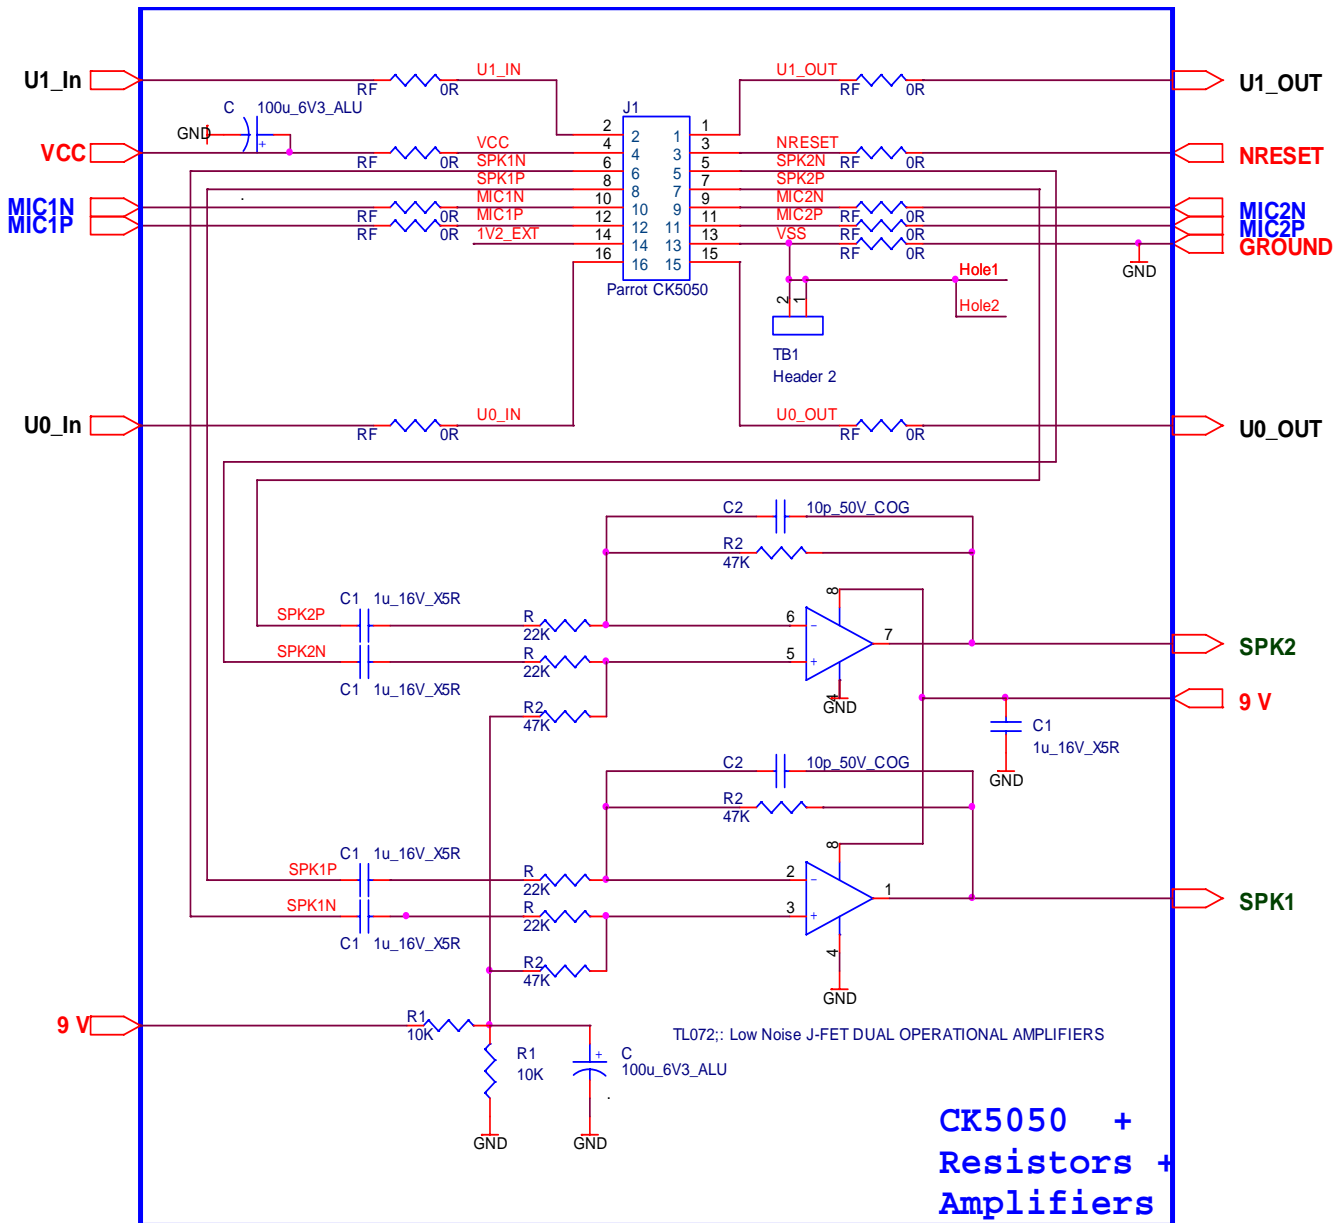 U1_In
RF
0R
U1_IN
U1_OUT
RF
0R
U1_OUT
C
100u_6V3_ALU
GND
+
J1
VCC
RF
0R
VCC
SPK1N
SPK1P
MIC1N
MIC1P
1V2_EXT
2
4
6
8
10
12
14
16
2
4
6
8
10
12
14
16
1
3
5
7
9
11
13
15
1
3
5
7
9
11
13
15
Parrot CK5050
NRESET
SPK2N
SPK2P
MIC2N
MIC2P
VSS
RF
0R
NRESET
MIC1N
MIC1P
RF
0R
RF
0R
RF
0R
RF
0R
RF
0R
MIC2N
MIC2P
GROUND
GND
Hole1
Hole2
2
1
TB1
Header 2
U0_In
RF
0R
U0_IN
U0_OUT
RF
0R
U0_OUT
C2
10p_50V_COG
R2
47K
C1
1u_16V_X5R
SPK2P
R
22K
6
8
7
SPK2
SPK2N
R
22K
5
−
+
C1
1u_16V_X5R
4
GND
R2
47K
9 V
C1
1u_16V_X5R
GND
C2
10p_50V_COG
R2
47K
C1
1u_16V_X5R
SPK1P
R
22K
2
8
1
SPK1
SPK1N
R
22K
3
−
+
C1
1u_16V_X5R
4
GND
R2
47K
9 V
R1
10K
TL072;: Low Noise J-FET DUAL OPERATIONAL AMPLIFIERS
R1
10K
+
C
100u_6V3_ALU
.
GND
GND
CK5050 +
Resistors +
Amplifiers